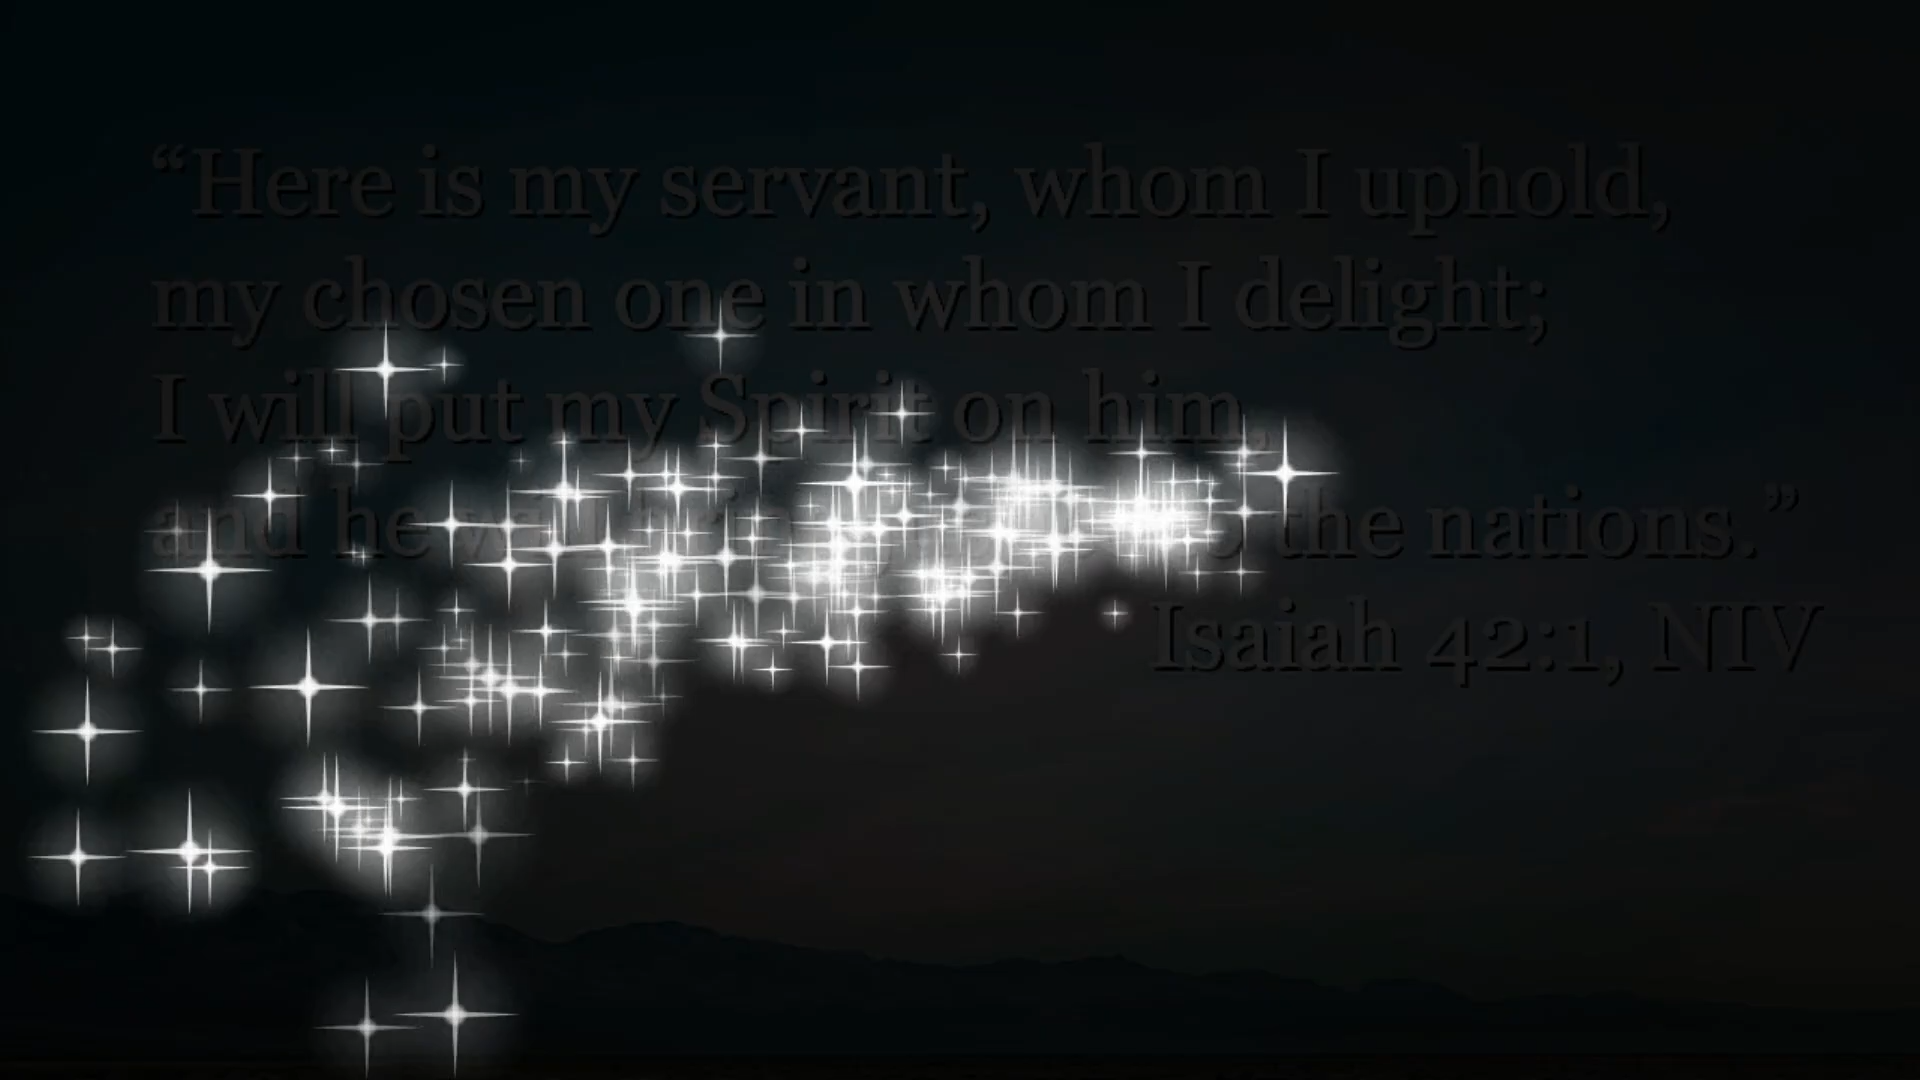 “Here is my servant, whom I uphold,
my chosen one in whom I delight;
I will put my Spirit on him,
and he will the nations.”
Isaiah 42:1, NIV